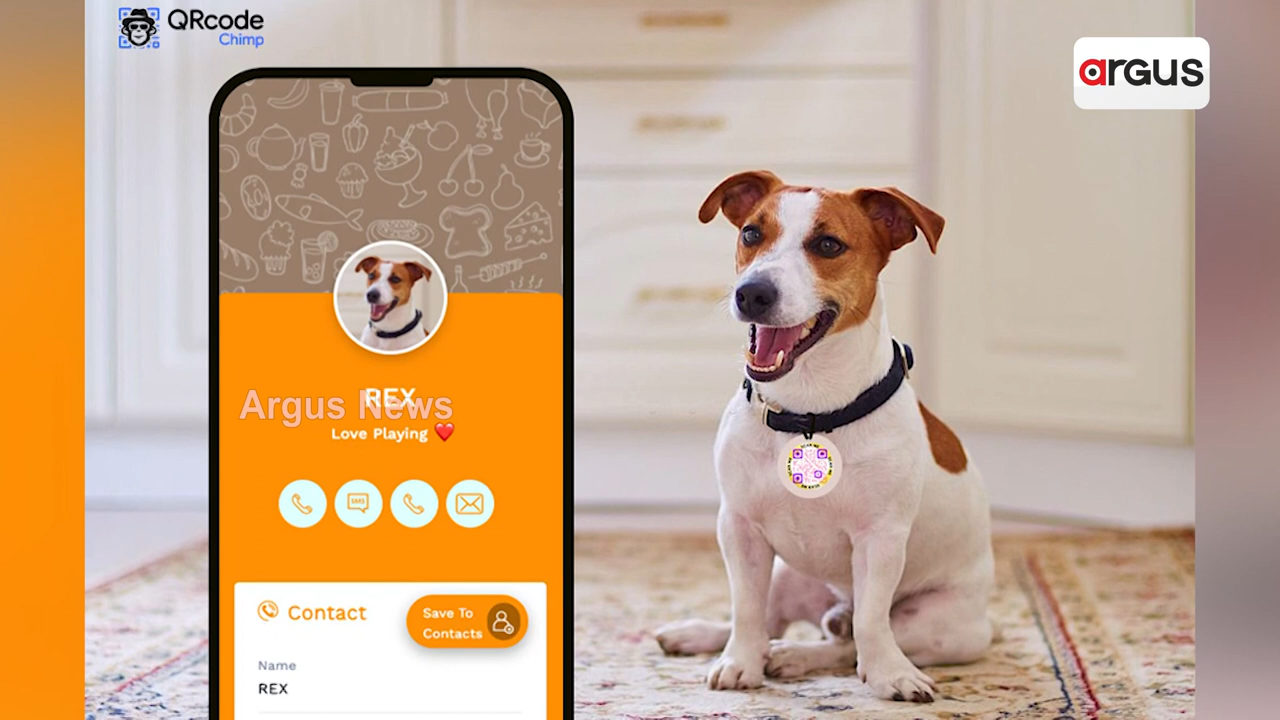 QRcode
Chimp
argus
REX
Argus News
Love Playing ❤️
SMS
Contact
Save To
Contacts
Name
REX